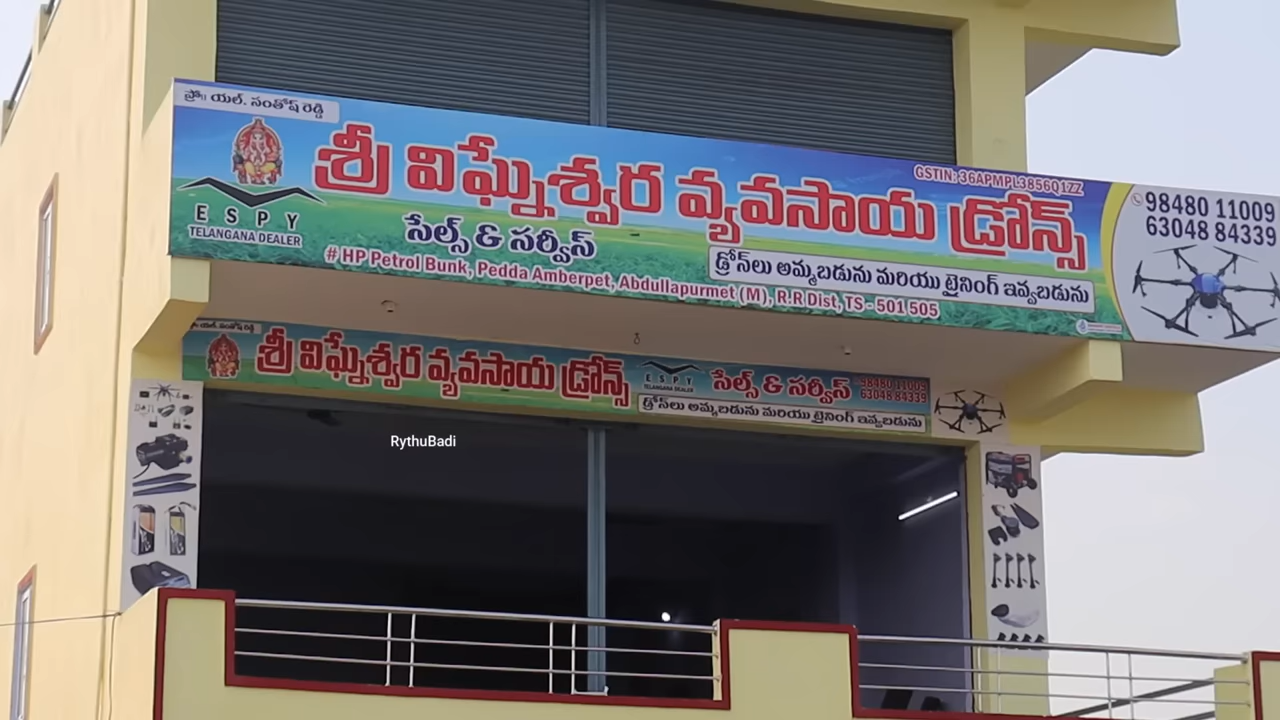 ప్రొ॥ యల్. సంతోష్ రెడ్డి
శ్రీ విఘ్నేశ్వర వ్యవసాయ డ్రోన్స్
GSTIN: 36APMPL3856Q1ZZ
98480 11009
63048 84339
ESPY
TELANGANA DEALER
సేల్స్ & సర్వీస్
డ్రోన్‌లు అమ్మబడును మరియు ట్రైనింగ్ ఇవ్వబడును
# HP Petrol Bunk, Pedda Amberpet, Abdullapurmet (M), R.R Dist, TS - 501 505
ప్రొ॥ యల్. సంతోష్ రెడ్డి
శ్రీ విఘ్నేశ్వర వ్యవసాయ డ్రోన్స్
ESPY
TELANGANA DEALER
సేల్స్ & సర్వీస్
98480 11009
63048 84339
డ్రోన్‌లు అమ్మబడును మరియు ట్రైనింగ్ ఇవ్వబడును
RythuBadi